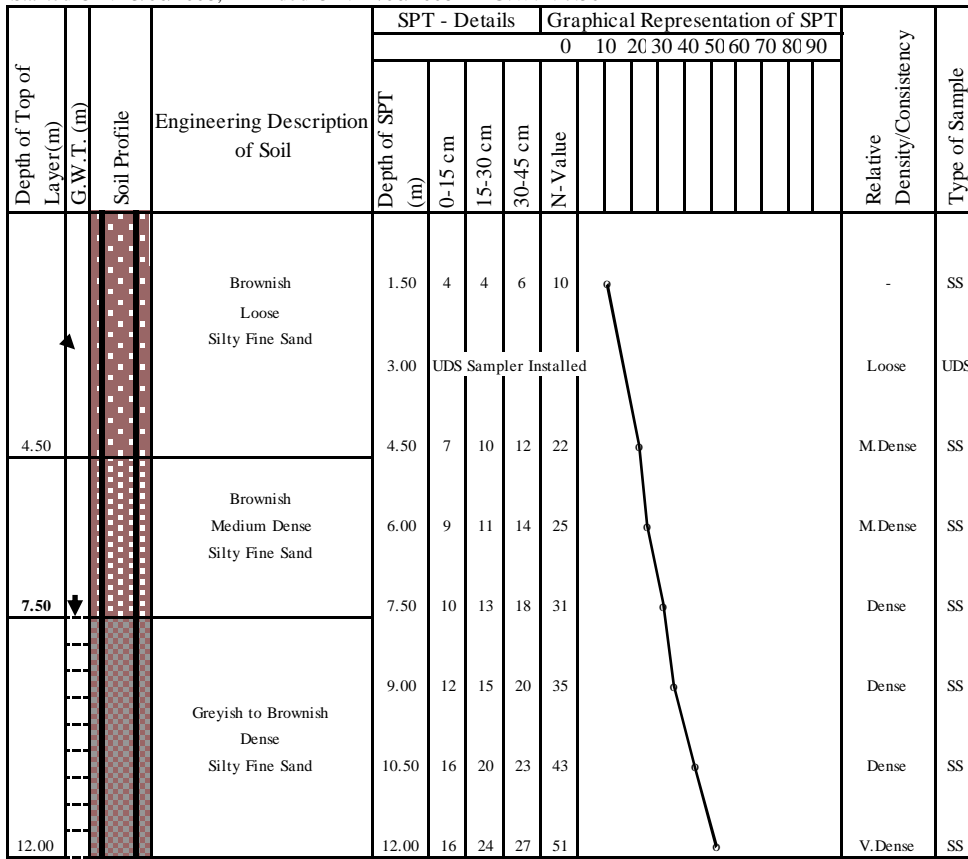 SPT - Details Graphical Representation of SPT
0 10 20 30 40 50 60 70 80 90
Depth of Top of Layer(m)
G.W.T. (m)
Soil Profile
Engineering Description of Soil
Depth of SPT (m)
0-15 cm
15-30 cm
30-45 cm
N-Value
Relative Density/Consistency
Type of Sample
Brownish 1.50 4 4 6 10 - SS
Loose
Silty Fine Sand
3.00 UDS Sampler Installed Loose UDS
4.50 4.50 7 10 12 22 M.Dense SS
Brownish
Medium Dense 6.00 9 11 14 25 M.Dense SS
Silty Fine Sand
7.50 7.50 10 13 18 31 Dense SS
9.00 12 15 20 35 Dense SS
Greyish to Brownish
Dense
Silty Fine Sand 10.50 16 20 23 43 Dense SS
12.00 12.00 16 24 27 51 V.Dense SS